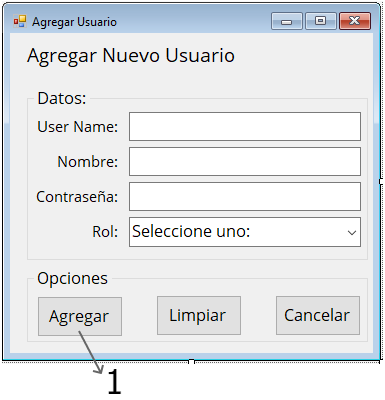 Agregar Usuario
Agregar Nuevo Usuario
Datos:
User Name:
Nombre:
Contraseña:
Rol: Seleccione uno:
Opciones
Agregar Limpiar Cancelar
1